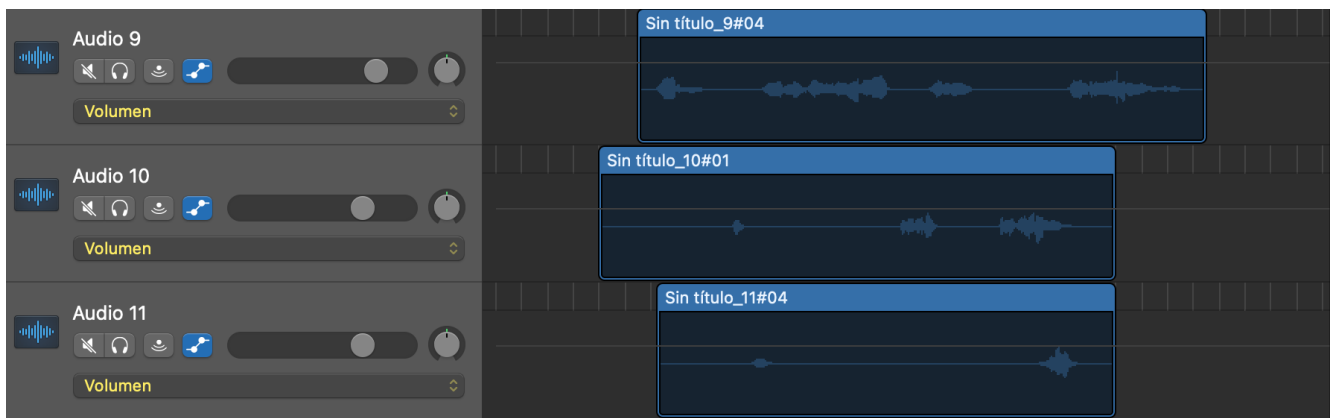 Audio 9
Volumen
Sin título_9#04
Audio 10
Volumen
Sin título_10#01
Audio 11
Volumen
Sin título_11#04